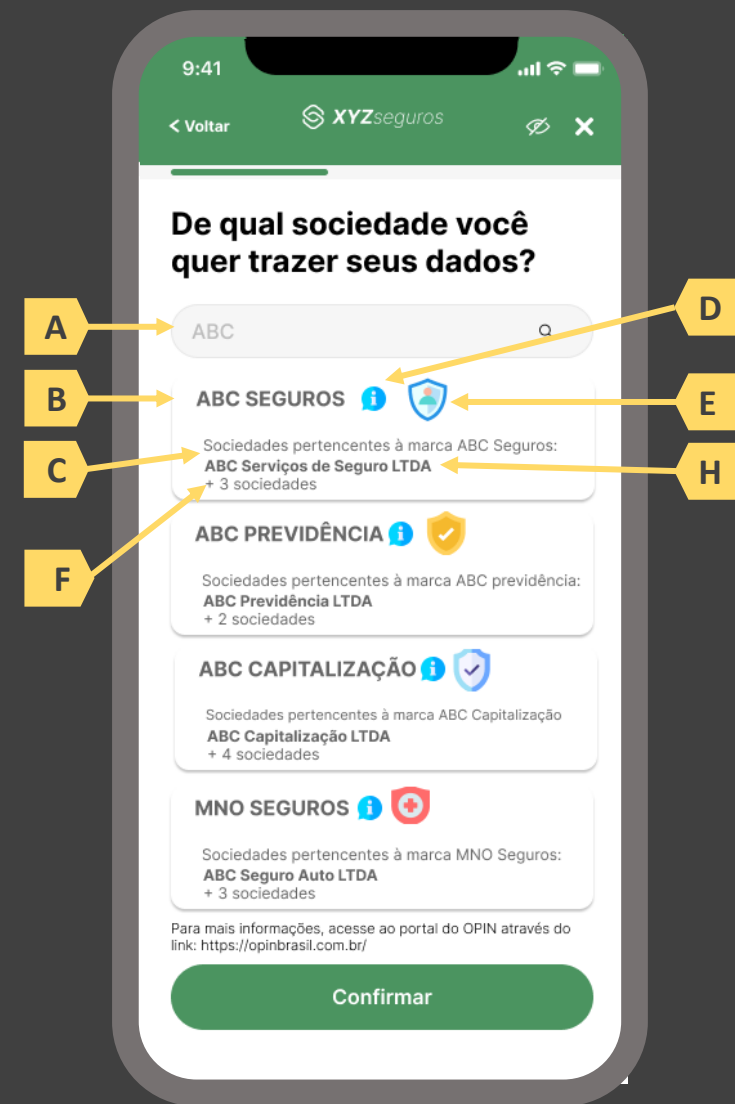 9:41
< Voltar
XYZseguros
De qual sociedade você
quer trazer seus dados?
A
ABC
D
B
ABC SEGUROS
E
C
Sociedades pertencentes à marca ABC Seguros:
ABC Serviços de Seguro LTDA
H
+ 3 sociedades
F
ABC PREVIDÊNCIA
Sociedades pertencentes à marca ABC previdência:
ABC Previdência LTDA
+ 2 sociedades
ABC CAPITALIZAÇÃO
Sociedades pertencentes à marca ABC Capitalização
ABC Capitalização LTDA
+ 4 sociedades
MNO SEGUROS
Sociedades pertencentes à marca MNO Seguros:
ABC Seguro Auto LTDA
+ 3 sociedades
Para mais informações, acesse ao portal do OPIN através do
link: https://opinbrasil.com.br/
Confirmar